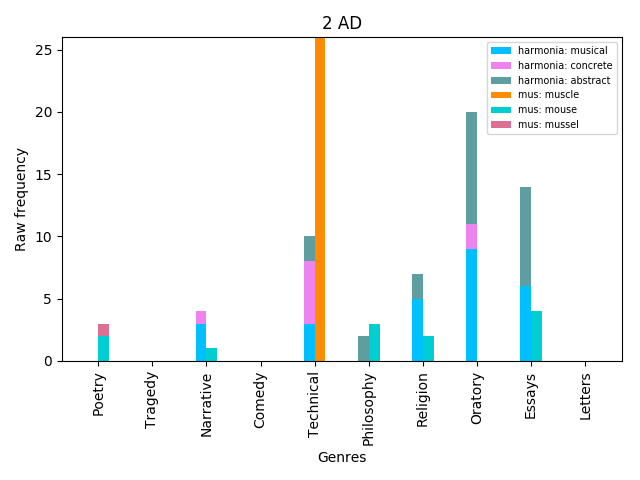 2 AD
harmonia: musical
harmonia: concrete
harmonia: abstract
mus: muscle
mus: mouse
mus: mussel
Raw frequency
25
20
15
10
5
0
Poetry
Tragedy
Narrative
Comedy
Technical
Philosophy
Religion
Oratory
Essays
Letters
Genres